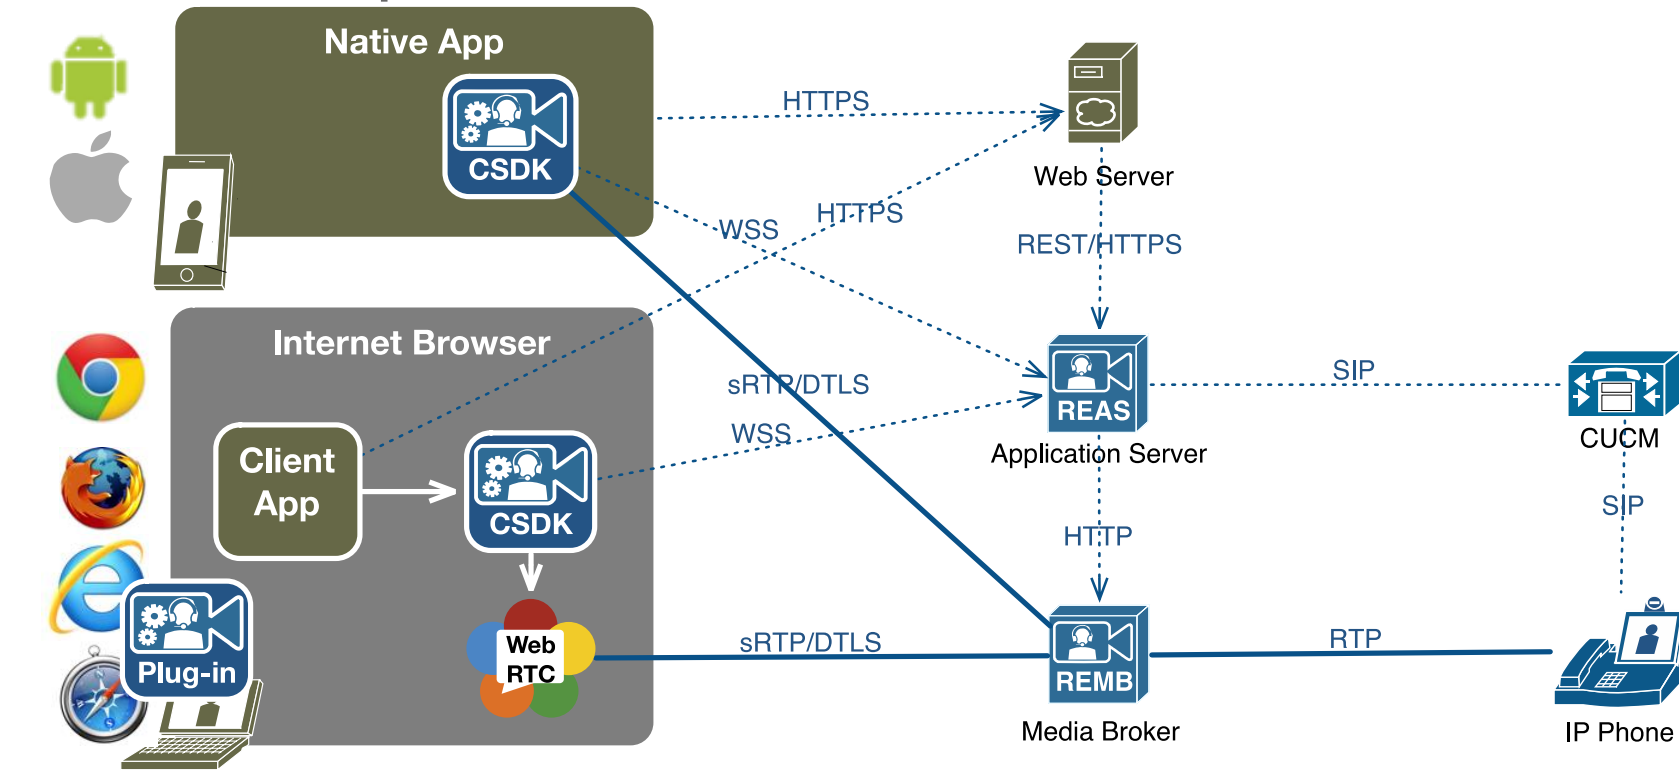 Native App
CSDK
HTTPS
Web Server
WSS
HTTPS
REST/HTTPS
Internet Browser
sRTP/DTLS
SIP
REAS
Application Server
CUCM
WSS
Client
App
CSDK
SIP
HTTP
Web
RTC
sRTP/DTLS
RTP
Plug-in
REMB
Media Broker
IP Phone